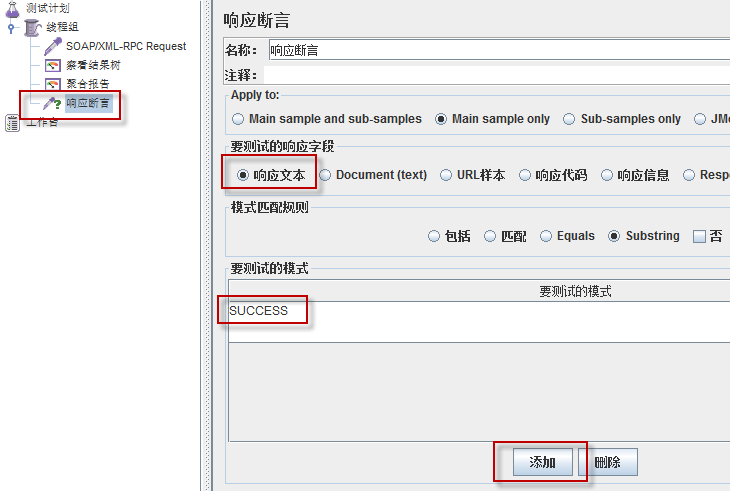 测试计划
线程组
SOAP/XML-RPC Request
察看结果树
聚合报告
响应断言
工作台
响应断言
名称： 响应断言
注释：
Apply to:
Main sample and sub-samples Main sample only Sub-samples only JMe
要测试的响应字段
响应文本 Document (text) URL样本 响应代码 响应信息 Resp
模式匹配规则
包括 匹配 Equals Substring 否
要测试的模式
要测试的模式
SUCCESS
添加 删除